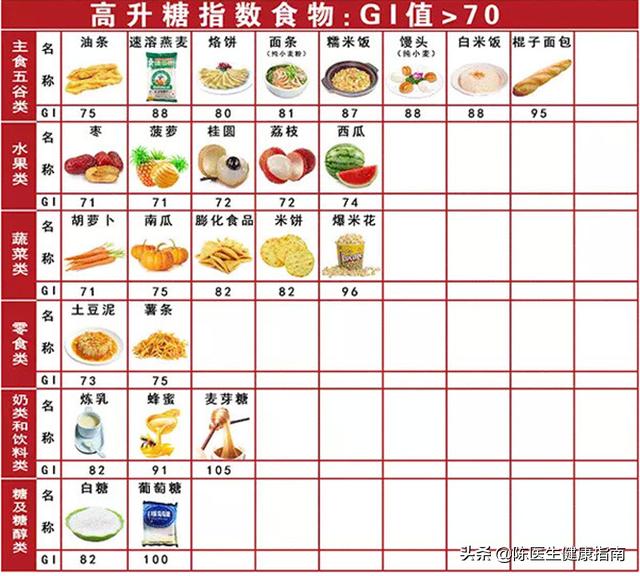 高升糖指数食物:GI值>70
主食五谷类
名称 油条 速溶燕麦 烙饼 面条(纯小麦粉) 糯米饭 馒头(纯小麦) 白米饭 棍子面包
GI 75 88 80 81 87 88 88 95
水果类
名称 枣 菠萝 桂圆 荔枝 西瓜
GI 71 71 72 72 74
蔬菜类
名称 胡萝卜 南瓜 膨化食品 米饼 爆米花
GI 71 75 82 82 96
零食类
名称 土豆泥 薯条
GI 73 75
奶类和饮料类
名称 炼乳 蜂蜜 麦芽糖
GI 82 91 105
糖及糖醇类
名称 白糖 葡萄糖
GI 82 100
头条 @陈医生健康指南